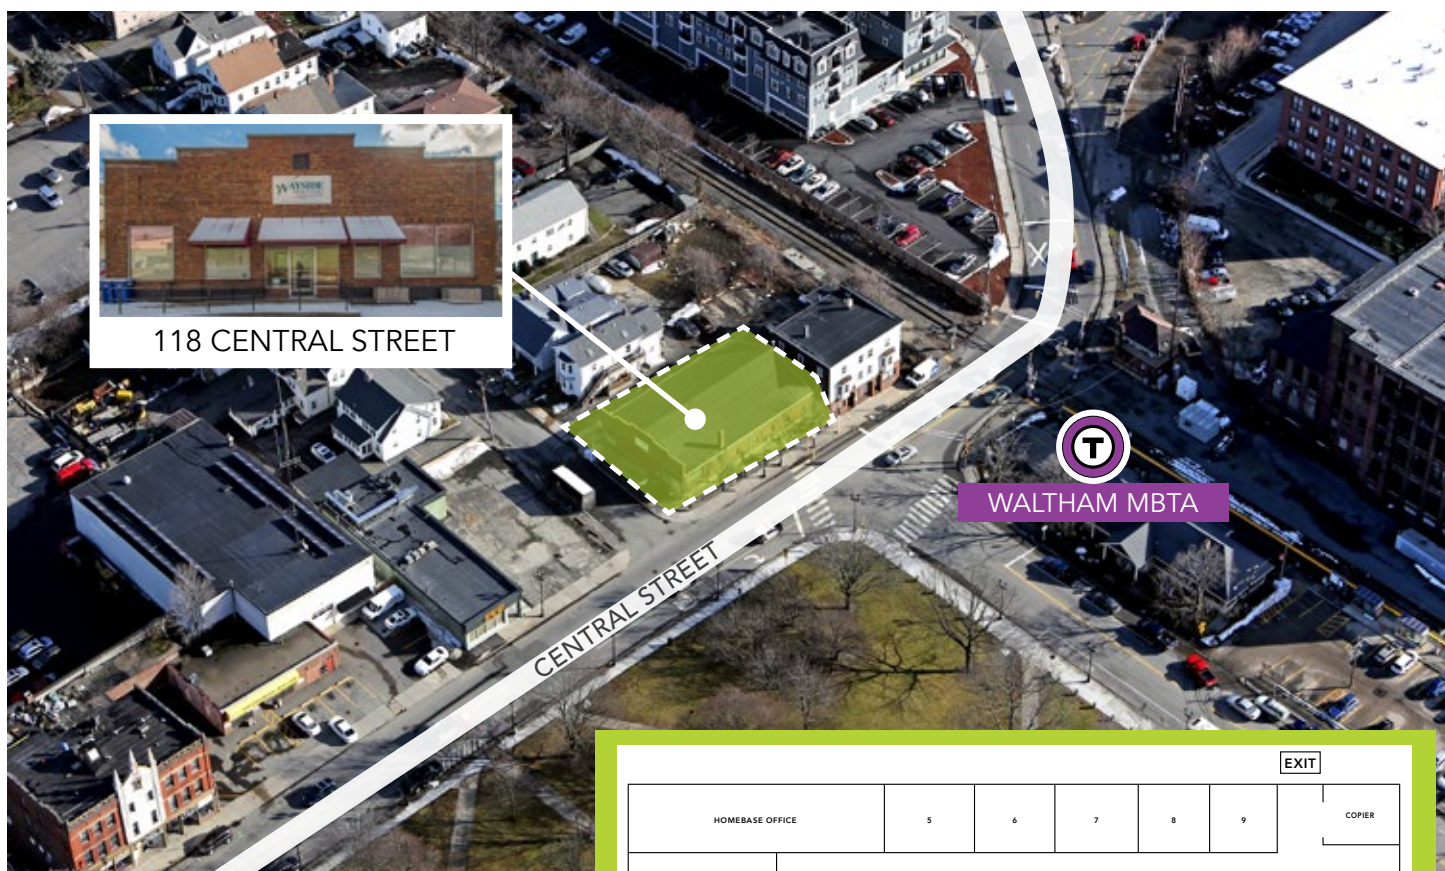 WAYSIDE
118 CENTRAL STREET
T
WALTHAM MBTA
CENTRAL STREET
EXIT
HOMEBASE OFFICE
5
6
7
8
9
COPIER